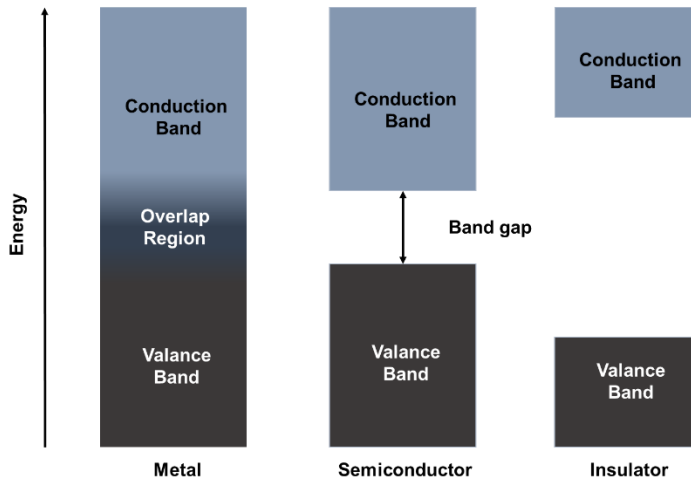 Energy
Conduction
Band
Overlap
Region
Valance
Band
Metal
Conduction
Band
Band gap
Valance
Band
Semiconductor
Conduction
Band
Valance
Band
Insulator